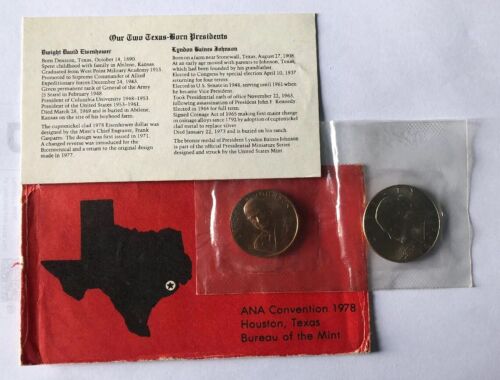 Our Two Texas-Born Presidents
Dwight David Eisenhower
Born Denison, Texas, October 14, 1890.
Spent childhood with family in Abilene, Kansas.
Graduated from West Point Military Academy 1915.
Promoted to Supreme Commander of Allied
Expeditionary forces December 24, 1943.
Given permanent rank of General of the Army
(5 Stars) in February 1948.
President of Columbia University 1948-1953.
President of the United States 1953-1961.
Died March 28, 1969 and is buried in Abilene,
Kansas on the site of his boyhood farm.
The cupronickel clad 1978 Eisenhower dollar was
designed by the Mint's Chief Engraver, Frank
Gasparro. The design was first issued in 1971.
A changed reverse was introduced for the
Bicentennial and a return to the original design
made in 1977.
Lyndon Baines Johnson
Born on a farm near Stonewall, Texas, August 27, 1908.
At an early age moved with parents to Johnson, Texas,
which had been founded by his grandfather.
Elected to Congress by special election April 10, 1937
returning for four terms.
Elected to U.S. Senate in 1948, serving until 1961 when
he became Vice President.
Took Presidential oath of office November 22, 1963,
following assassination of President John F. Kennedy
Elected in 1964 for full term.
Signed Coinage Act of 1965 making first major change
in coinage alloys since 1792 by adoption of cupronickel
clad metal to replace silver.
Died January 22, 1973 and is buried on his ranch.
The bronze medal of President Lyndon Baines Johnson
is part of the official Presidential Miniature Series
designed and struck by the United States Mint.
ANA Convention 1978
Houston, Texas
Bureau of the Mint